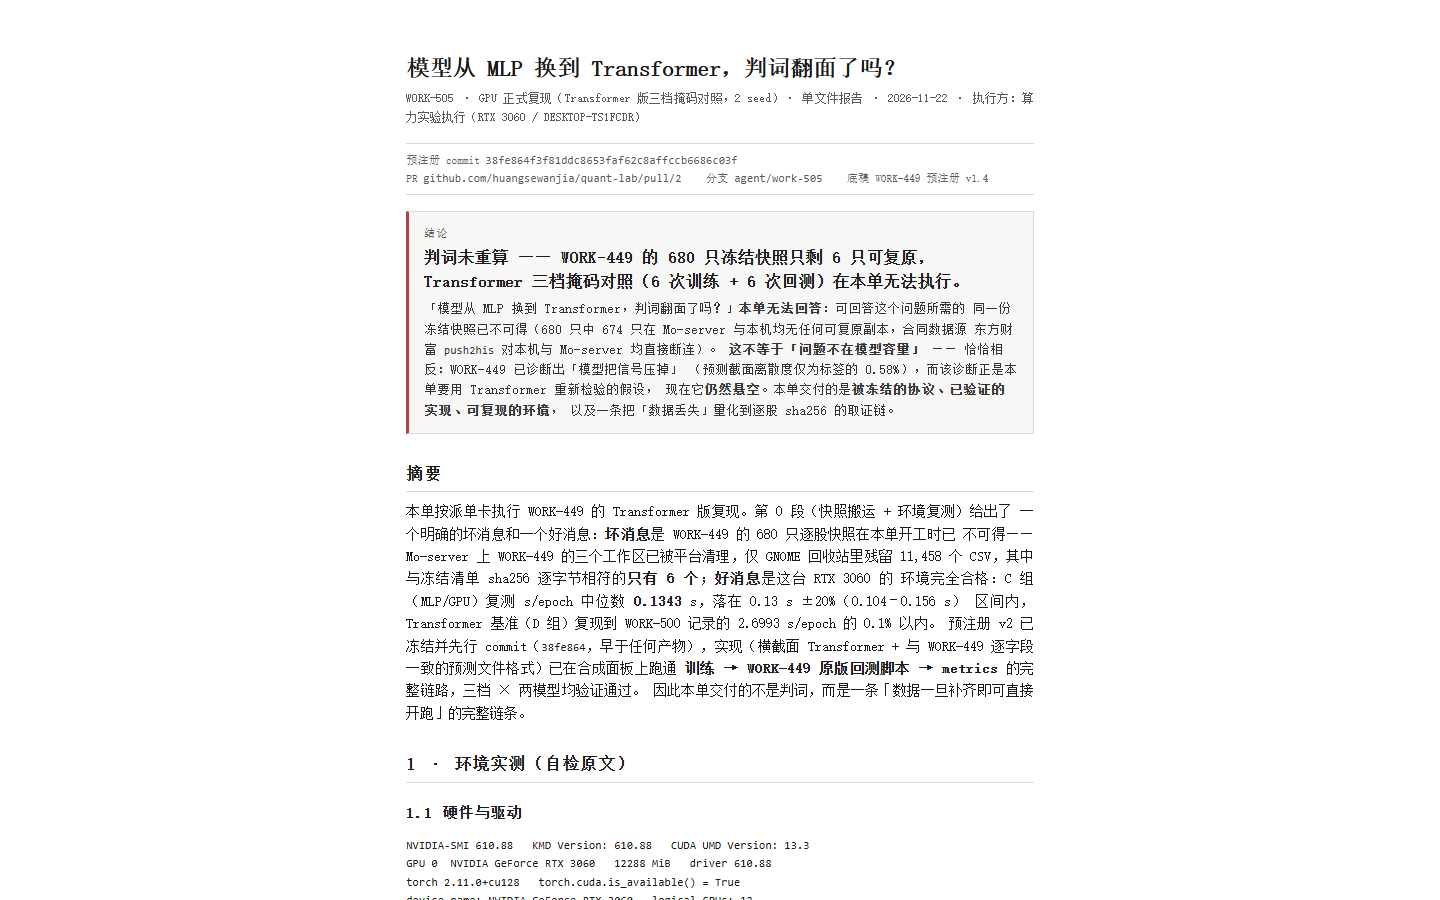 模型从 MLP 换到 Transformer，判词翻面了吗？
WORK-505 · GPU 正式复现（Transformer 版三档掩码对照，2 seed）· 单文件报告 · 2026-11-22 · 执行方：算
力实验执行（RTX 3060 / DESKTOP-TS1FCDR）
预注册 commit 38fe864f3f81ddc8653faf62c8affccb6686c03f
PR github.com/huangsewanjia/quant-lab/pull/2 分支 agent/work-505 底稿 WORK-449 预注册 v1.4
结论
判词未重算 —— WORK-449 的 680 只冻结快照只剩 6 只可复原，
Transformer 三档掩码对照（6 次训练 + 6 次回测）在本单无法执行。
「模型从 MLP 换到 Transformer，判词翻面了吗？」本单无法回答：可回答这个问题所需的 同一份
冻结快照已不可得（680 只中 674 只在 Mo-server 与本机均无任何可复原副本，合同数据源 东方财
富 push2his 对本机与 Mo-server 均直接断连）。 这不等于「问题不在模型容量」 —— 恰恰相
反：WORK-449 已诊断出「模型把信号压掉」 （预测截面离散度仅为标签的 0.58%），而该诊断正是本
单要用 Transformer 重新检验的假设， 现在它仍然悬空。本单交付的是被冻结的协议、已验证的
实现、可复现的环境， 以及一条把「数据丢失」量化到逐股 sha256 的取证链。
摘要
本单按派单卡执行 WORK-449 的 Transformer 版复现。第 0 段（快照搬运 + 环境复测）给出了 一
个明确的坏消息和一个好消息：坏消息是 WORK-449 的 680 只逐股快照在本单开工时已 不可得——
Mo-server 上 WORK-449 的三个工作区已被平台清理，仅 GNOME 回收站里残留 11,458 个 CSV，其中
与冻结清单 sha256 逐字节相符的只有 6 个；好消息是这台 RTX 3060 的 环境完全合格：C 组
（MLP/GPU）复测 s/epoch 中位数 0.1343 s，落在 0.13 s ±20%（0.104–0.156 s） 区间内，
Transformer 基准（D 组）复现到 WORK-500 记录的 2.6993 s/epoch 的 0.1% 以内。 预注册 v2 已
冻结并先行 commit（38fe864，早于任何产物），实现（横截面 Transformer + 与 WORK-449 逐字段
一致的预测文件格式）已在合成面板上跑通 训练 → WORK-449 原版回测脚本 → metrics 的完
整链路，三档 × 两模型均验证通过。 因此本单交付的不是判词，而是一条「数据一旦补齐即可直接
开跑」的完整链条。
1 · 环境实测（自检原文）
1.1 硬件与驱动
NVIDIA-SMI 610.88 KMD Version: 610.88 CUDA UMD Version: 13.3
GPU 0 NVIDIA GeForce RTX 3060 12288 MiB driver 610.88
torch 2.11.0+cu128 torch.cuda.is_available() = True
device name: NVIDIA GeForce RTX 3060 logical CPUs: 12